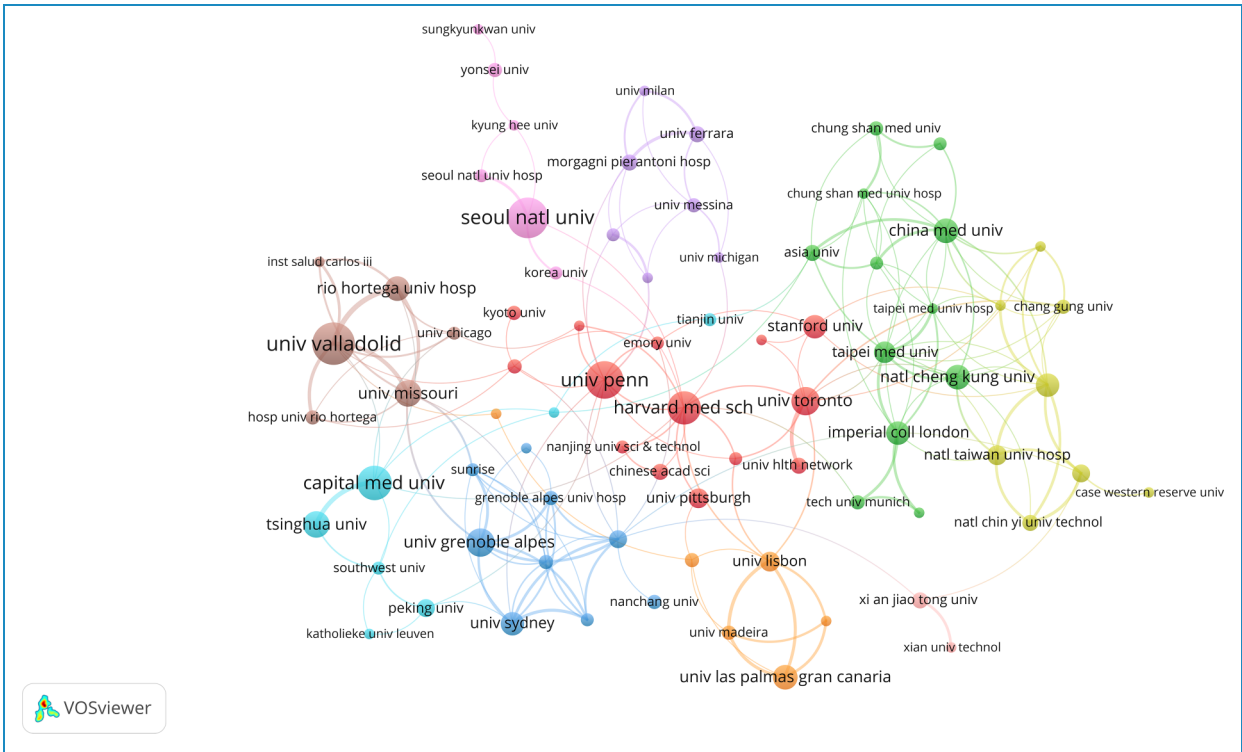 sungkyunkwan univ
yonsei univ
univ milan
kyung hee univ
univ ferrara
chung shan med univ
morgagni pierantoni hosp
seoul natl univ hosp
chung shan med univ hosp
univ messina
seoul natl univ
china med univ
asia univ
univ michigan
inst salud carlos iii
korea univ
rio hortega univ hosp
chang gung univ
taipei med univ hosp
kyoto univ
tianjin univ
stanford univ
univ chicago
univ valladolid
emory univ
taipei med univ
natl cheng kung univ
univ penn
univ missouri
univ toronto
harvard med sch
hosp univ rio hortega
imperial coll london
nanjing univ sci & technol
natl taiwan univ hosp
univ hlth network
sunrise
chinese acad sci
capital med univ
case western reserve univ
grenoble alpes univ hosp
univ pittsburgh
tech univ munich
tsinghua univ
natl chin yi univ technol
univ grenoble alpes
univ lisbon
southwest univ
nanchang univ
xi an jiao tong univ
peking univ
univ sydney
katholieke univ leuven
univ madeira
xian univ technol
univ las palmas gran canaria
VOSviewer